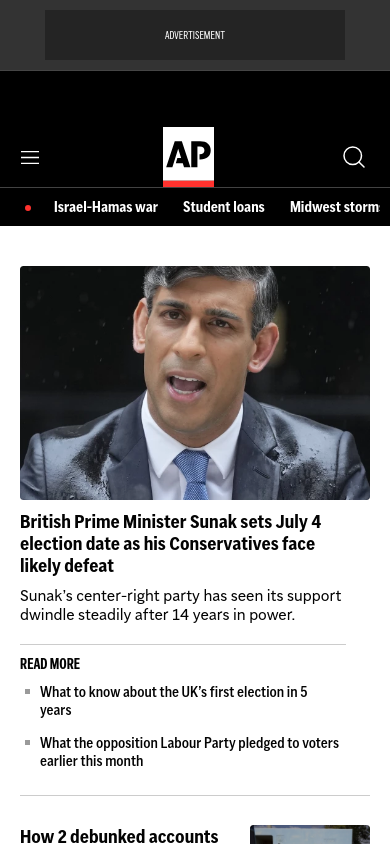 ADVERTISEMENT
AP
Israel-Hamas war Student loans Midwest storms
British Prime Minister Sunak sets July 4
election date as his Conservatives face
likely defeat
Sunak’s center-right party has seen its support
dwindle steadily after 14 years in power.
READ MORE
What to know about the UK’s first election in 5
years
What the opposition Labour Party pledged to voters
earlier this month
How 2 debunked accounts